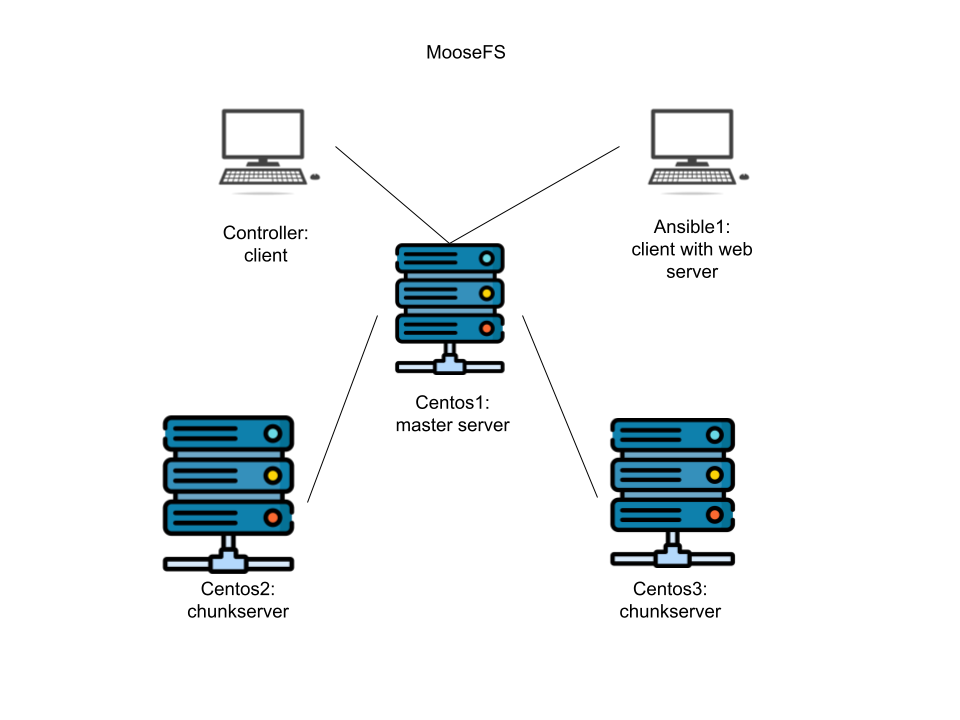 MooseFS
Controller:
client
Ansible1:
client with web
server
Centos1:
master server
Centos2:
chunkserver
Centos3:
chunkserver